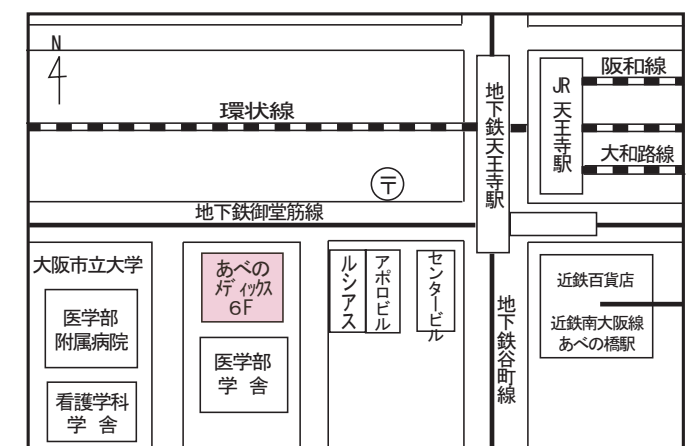 N
環状線
地下鉄天王寺駅
JR天王寺駅
阪和線
大和路線
〒
地下鉄御堂筋線
大阪市立大学
医学部
附属病院
看護学科
学 舎
あべの
メディックス
6F
医学部
学 舎
ルシアス
アポロビル
センタービル
地下鉄谷町線
近鉄百貨店
近鉄南大阪線
あべの橋駅